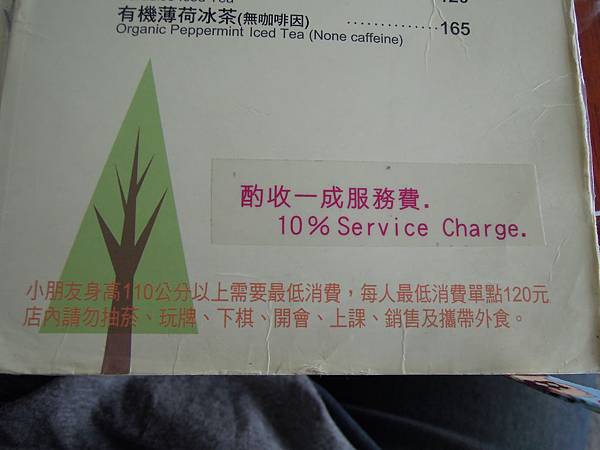 Iced Tea
120
有機薄荷冰茶(無咖啡因) ‥‥‥‥‥‥‥165
Organic Peppermint Iced Tea (None caffeine)
酌收一成服務費.
10% Service Charge.
小朋友身高110公分以上需要最低消費，每人最低消費單點120元
店內請勿抽菸、玩牌、下棋、開會、上課、銷售及攜帶外食。